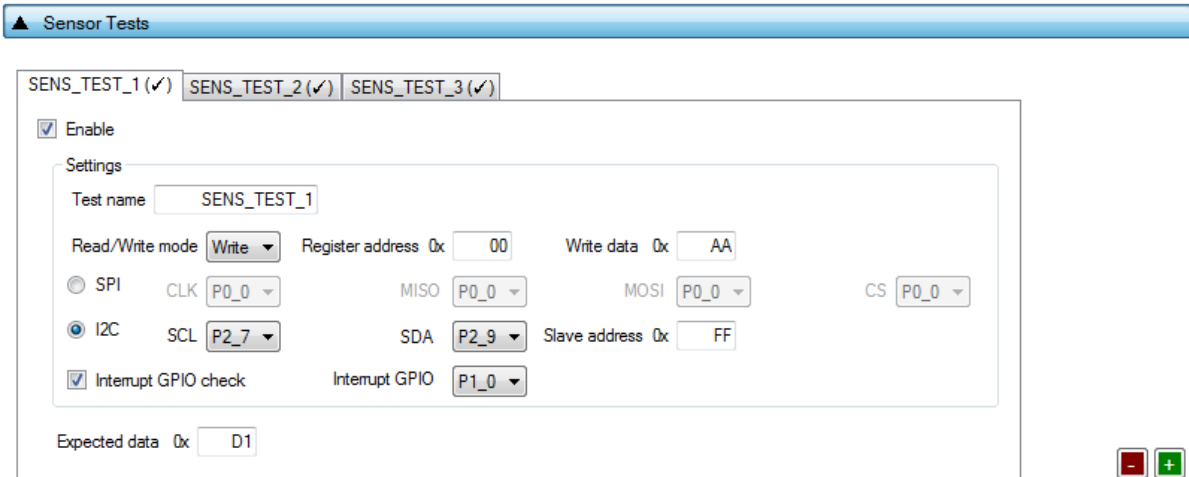 Sensor Tests
SENS_TEST_1 (✓) SENS_TEST_2 (✓) SENS_TEST_3 (✓)
Enable
Settings
Test name SENS_TEST_1
Read/Write mode Write Register address 0x 00 Write data 0x AA
SPI CLK P0_0 MISO P0_0 MOSI P0_0 CS P0_0
I2C SCL P2_7 SDA P2_9 Slave address 0x FF
Interrupt GPIO check Interrupt GPIO P1_0
Expected data 0x D1
- +